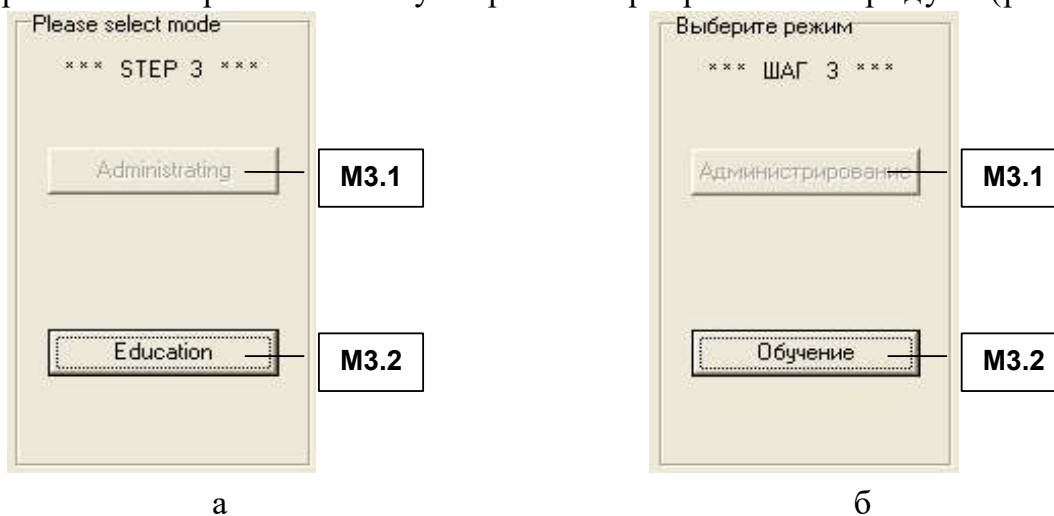 Please select mode
*** STEP 3 ***
Administrating
M3.1
Education
M3.2
а
Выберите режим
*** ШАГ 3 ***
Администрирование
M3.1
Обучение
M3.2
б